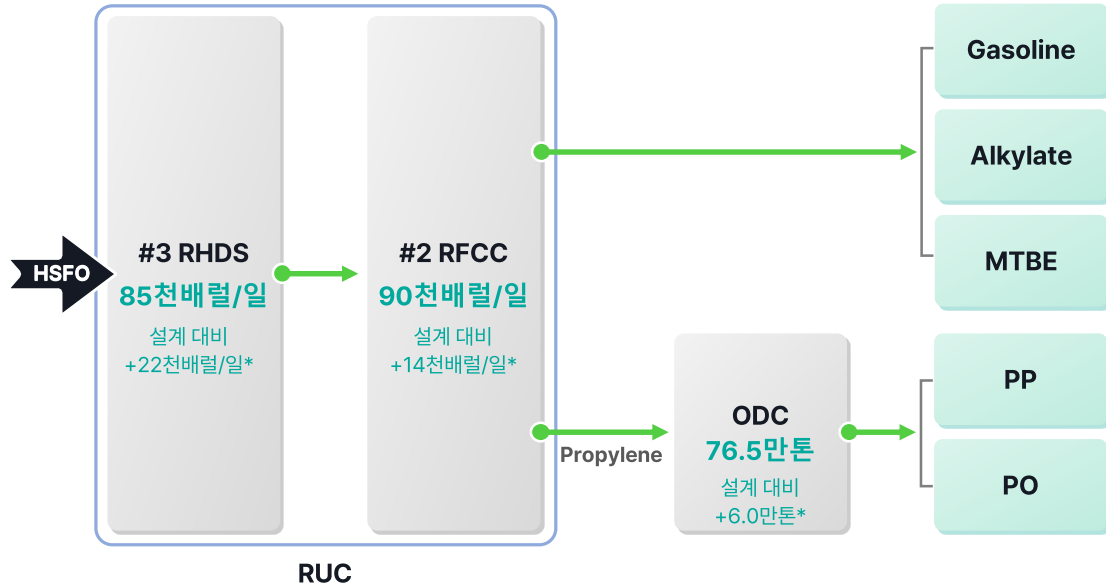 HSFO
#3 RHDS
85천배럴/일
설계 대비
+22천배럴/일*
#2 RFCC
90천배럴/일
설계 대비
+14천배럴/일*
RUC
Propylene
ODC
76.5만톤
설계 대비
+6.0만톤*
Gasoline
Alkylate
MTBE
PP
PO